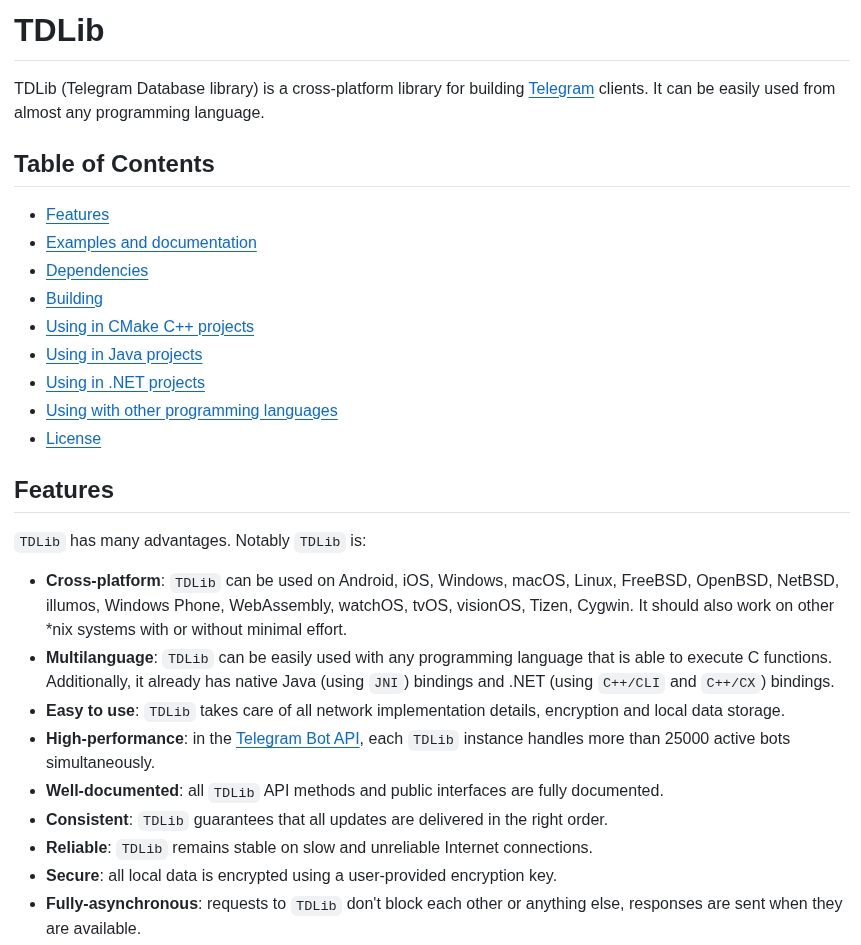 TDLib
TDLib (Telegram Database library) is a cross-platform library for building Telegram clients. It can be easily used from
almost any programming language.
Table of Contents
Features
Examples and documentation
Dependencies
Building
Using in CMake C++ projects
Using in Java projects
Using in .NET projects
Using with other programming languages
License
Features
TDLib has many advantages. Notably TDLib is:
Cross-platform: TDLib can be used on Android, iOS, Windows, macOS, Linux, FreeBSD, OpenBSD, NetBSD,
illumos, Windows Phone, WebAssembly, watchOS, tvOS, visionOS, Tizen, Cygwin. It should also work on other
*nix systems with or without minimal effort.
Multilanguage: TDLib can be easily used with any programming language that is able to execute C functions.
Additionally, it already has native Java (using JNI) bindings and .NET (using C++/CLI and C++/CX) bindings.
Easy to use: TDLib takes care of all network implementation details, encryption and local data storage.
High-performance: in the Telegram Bot API, each TDLib instance handles more than 25000 active bots
simultaneously.
Well-documented: all TDLib API methods and public interfaces are fully documented.
Consistent: TDLib guarantees that all updates are delivered in the right order.
Reliable: TDLib remains stable on slow and unreliable Internet connections.
Secure: all local data is encrypted using a user-provided encryption key.
Fully-asynchronous: requests to TDLib don't block each other or anything else, responses are sent when they
are available.